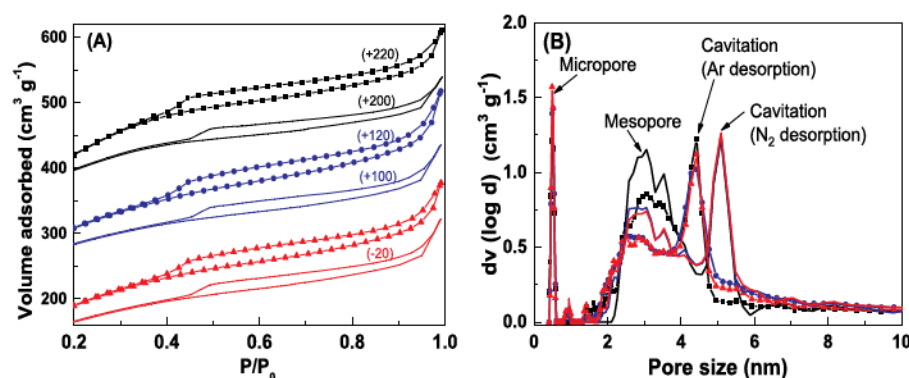 (A)
Volume adsorbed (cm³ g⁻¹)
600
500
400
300
200
(+220)
(+200)
(+120)
(+100)
(-20)
0.2 0.4 0.6 0.8 1.0
P/P₀
(B)
dv (log d) (cm³ g⁻¹)
2.0
1.5
1.0
0.5
0.0
Micropore
Mesopore
Cavitation
(Ar desorption)
Cavitation
(N₂ desorption)
0 2 4 6 8 10
Pore size (nm)